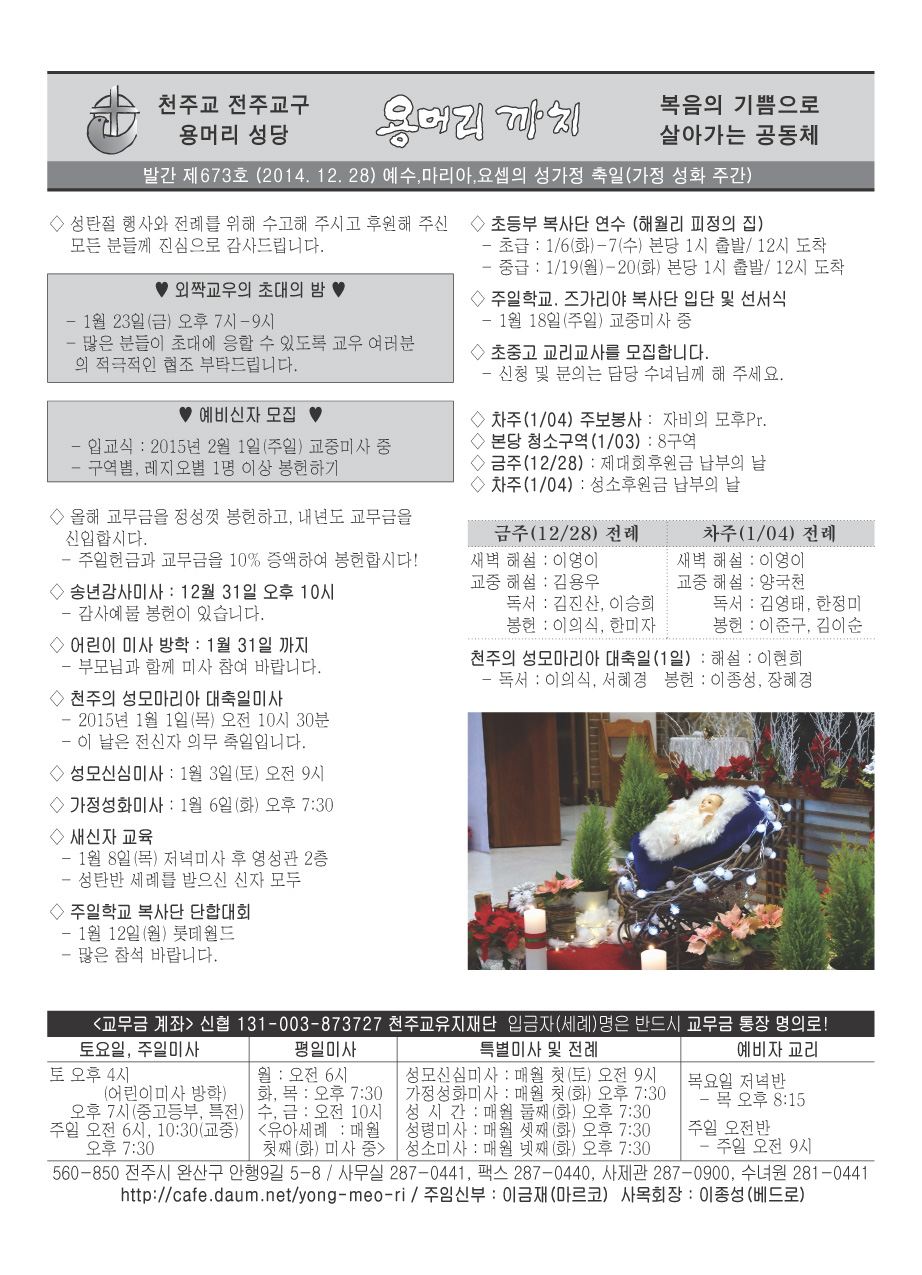 천주교 전주교구
용머리 성당
용머리 까치
복음의 기쁨으로
살아가는 공동체
발간 제673호 (2014. 12. 28) 예수,마리아,요셉의 성가정 축일(가정 성화 주간)
◇ 성탄절 행사와 전례를 위해 수고해 주시고 후원해 주신
모든 분들께 진심으로 감사드립니다.
♥ 외짝교우의 초대의 밤 ♥
- 1월 23일(금) 오후 7시-9시
- 많은 분들이 초대에 응할 수 있도록 교우 여러분
의 적극적인 협조 부탁드립니다.
♥ 예비신자 모집 ♥
- 입교식 : 2015년 2월 1일(주일) 교중미사 중
- 구역별, 레지오별 1명 이상 봉헌하기
◇ 올해 교무금을 정성껏 봉헌하고, 내년도 교무금을
신입합시다.
- 주일헌금과 교무금을 10% 증액하여 봉헌합시다!
◇ 송년감사미사 : 12월 31일 오후 10시
- 감사예물 봉헌이 있습니다.
◇ 어린이 미사 방학 : 1월 31일 까지
- 부모님과 함께 미사 참여 바랍니다.
◇ 천주의 성모마리아 대축일미사
- 2015년 1월 1일(목) 오전 10시 30분
- 이 날은 전신자 의무 축일입니다.
◇ 성모신심미사 : 1월 3일(토) 오전 9시
◇ 가정성화미사 : 1월 6일(화) 오후 7:30
◇ 새신자 교육
- 1월 8일(목) 저녁미사 후 영성관 2층
- 성탄반 세례를 받으신 신자 모두
◇ 주일학교 복사단 단합대회
- 1월 12일(월) 롯데월드
- 많은 참석 바랍니다.
◇ 초등부 복사단 연수 (해월리 피정의 집)
- 초급 : 1/6(화)-7(수) 본당 1시 출발/ 12시 도착
- 중급 : 1/19(월)-20(화) 본당 1시 출발/ 12시 도착
◇ 주일학교. 즈가리야 복사단 입단 및 선서식
- 1월 18일(주일) 교중미사 중
◇ 초중고 교리교사를 모집합니다.
- 신청 및 문의는 담당 수녀님께 해 주세요.
◇ 차주(1/04) 주보봉사 : 자비의 모후Pr.
◇ 본당 청소구역(1/03) : 8구역
◇ 금주(12/28) : 제대회후원금 납부의 날
◇ 차주(1/04) : 성소후원금 납부의 날
금주(12/28) 전례 차주(1/04) 전례
새벽 해설 : 이영이 새벽 해설 : 이영이
교중 해설 : 김용우 교중 해설 : 양국천
독서 : 김진산, 이승희 독서 : 김영태, 한정미
봉헌 : 이의식, 한미자 봉헌 : 이준구, 김이순
천주의 성모마리아 대축일(1일) : 해설 : 이현희
- 독서 : 이의식, 서혜경 봉헌 : 이종성, 장혜경
<교무금 계좌> 신협 131-003-873727 천주교유지재단 입금자(세례)명은 반드시 교무금 통장 명의로!
토요일, 주일미사
토 오후 4시
(어린이미사 방학)
오후 7시(중고등부, 특전)
주일 오전 6시, 10:30(교중)
오후 7:30
평일미사
월 : 오전 6시
화, 목 : 오후 7:30
수, 금 : 오전 10시
<유아세례 : 매월
첫째(화) 미사 중>
특별미사 및 전례
성모신심미사 : 매월 첫(토) 오전 9시
가정성화미사 : 매월 첫(화) 오후 7:30
성 시 간 : 매월 둘째(화) 오후 7:30
성령미사 : 매월 셋째(화) 오후 7:30
성소미사 : 매월 넷째(화) 오후 7:30
예비자 교리
목요일 저녁반
- 목 오후 8:15
주일 오전반
- 주일 오전 9시
560-850 전주시 완산구 안행9길 5-8 / 사무실 287-0441, 팩스 287-0440, 사제관 287-0900, 수녀원 281-0441
http://cafe.daum.net/yong-meo-ri / 주임신부 : 이금재(마르코) 사목회장 : 이종성(베드로)